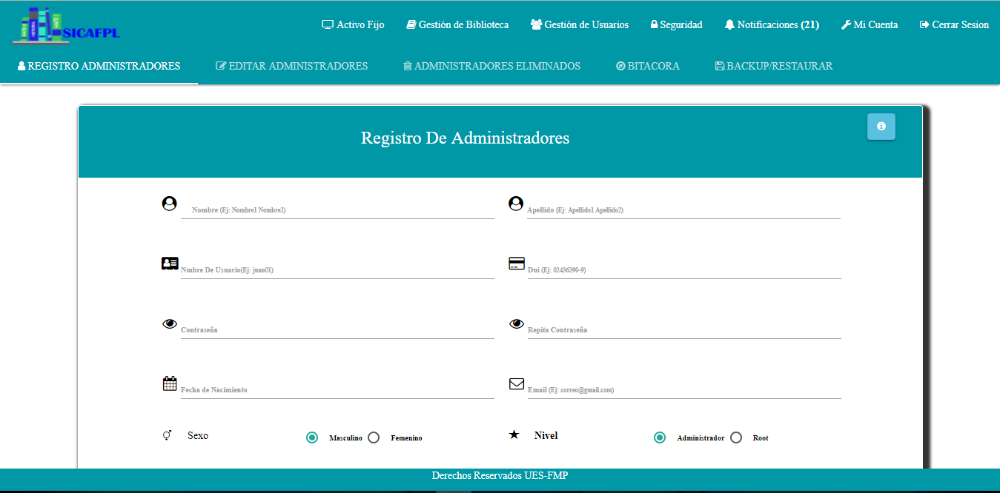 SICAFPL
Activo Fijo Gestión de Biblioteca Gestión de Usuarios Seguridad Notificaciones (21) Mi Cuenta Cerrar Sesion
REGISTRO ADMINISTRADORES EDITAR ADMINISTRADORES ADMINISTRADORES ELIMINADOS BITACORA BACKUP/RESTAURAR
Registro De Administradores
Nombre (Ej: Nombre1 Nombre2) Apellido (Ej: Apellido1 Apellido2)
Nmbre De Usuario(Ej: juan01) Dui (Ej: 02436390-9)
Contraseña Repita Contraseña
Fecha de Nacimiento Email (Ej: correo@gmail.com)
Sexo Masculino Femenino Nivel Administrador Root
Derechos Reservados UES-FMP